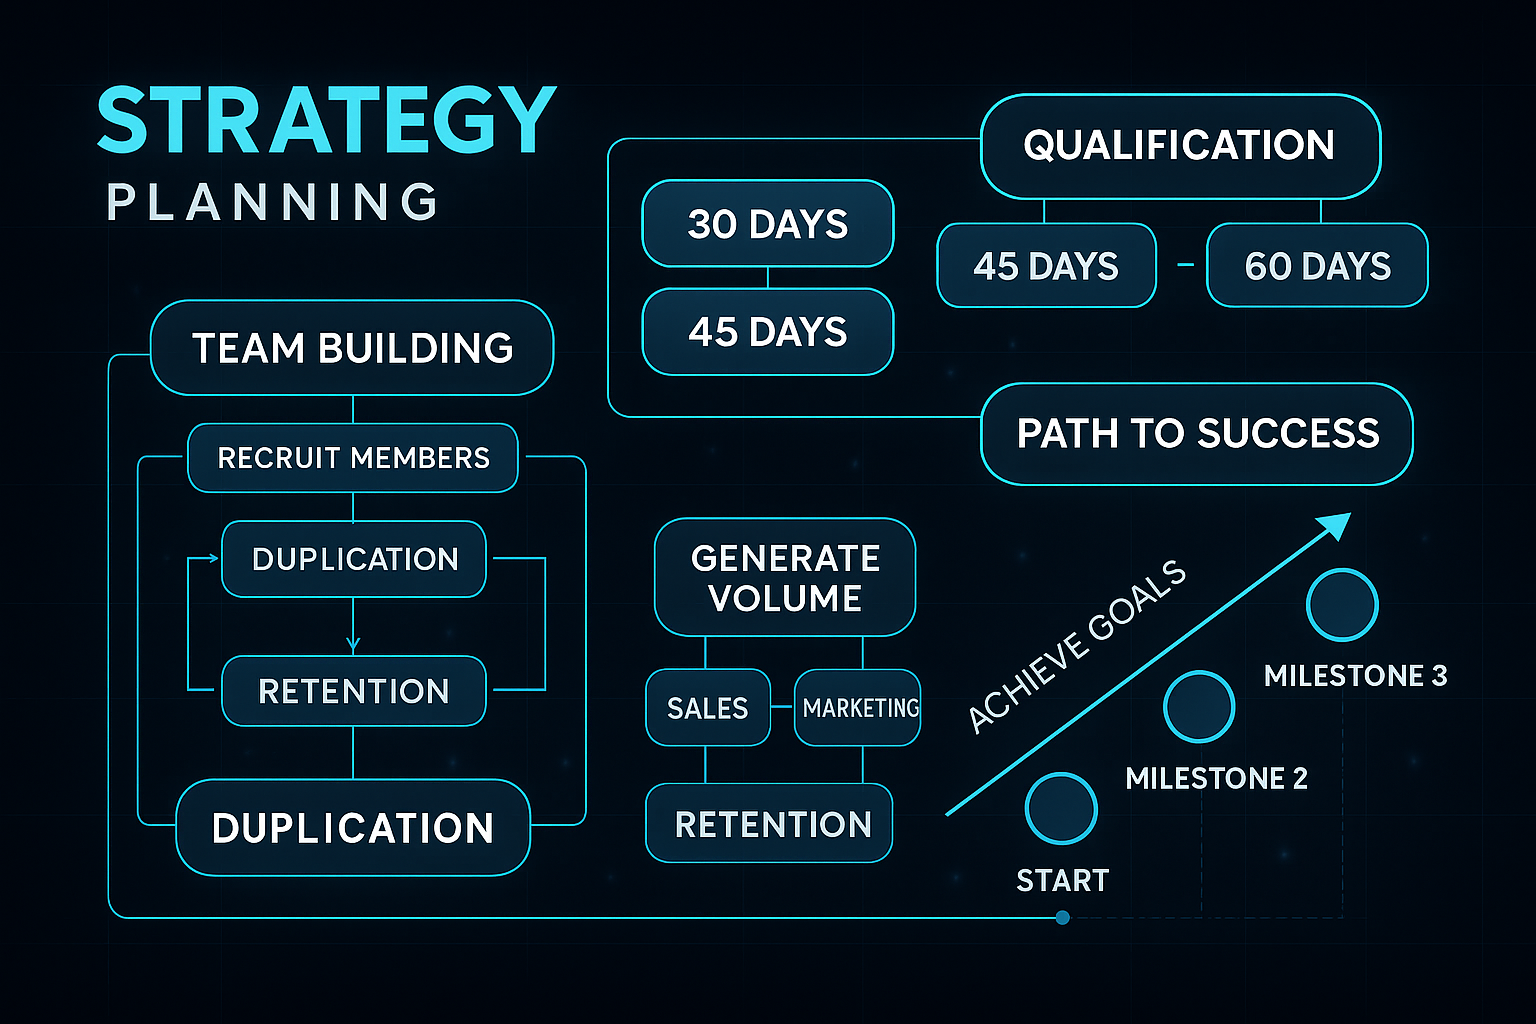 STRATEGY
PLANNING
QUALIFICATION
30 DAYS
45 DAYS
45 DAYS – 60 DAYS
PATH TO SUCCESS
TEAM BUILDING
RECRUIT MEMBERS
DUPLICATION
RETENTION
DUPLICATION
GENERATE
VOLUME
SALES
MARKETING
RETENTION
ACHIEVE GOALS
MILESTONE 3
MILESTONE 2
START